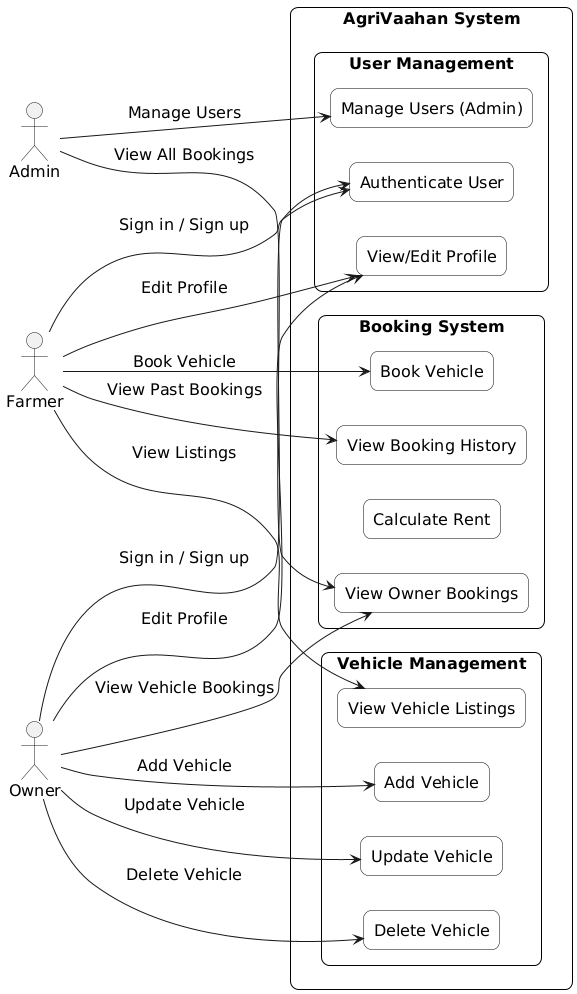 AgriVaahan System
User Management
Manage Users
Manage Users (Admin)
View All Bookings
Admin
Authenticate User
Sign in / Sign up
View/Edit Profile
Edit Profile
Booking System
Book Vehicle
Book Vehicle
View Past Bookings
Farmer
View Booking History
View Listings
Calculate Rent
Sign in / Sign up
View Owner Bookings
Edit Profile
Vehicle Management
View Vehicle Bookings
View Vehicle Listings
Add Vehicle
Add Vehicle
Owner
Update Vehicle
Update Vehicle
Delete Vehicle
Delete Vehicle